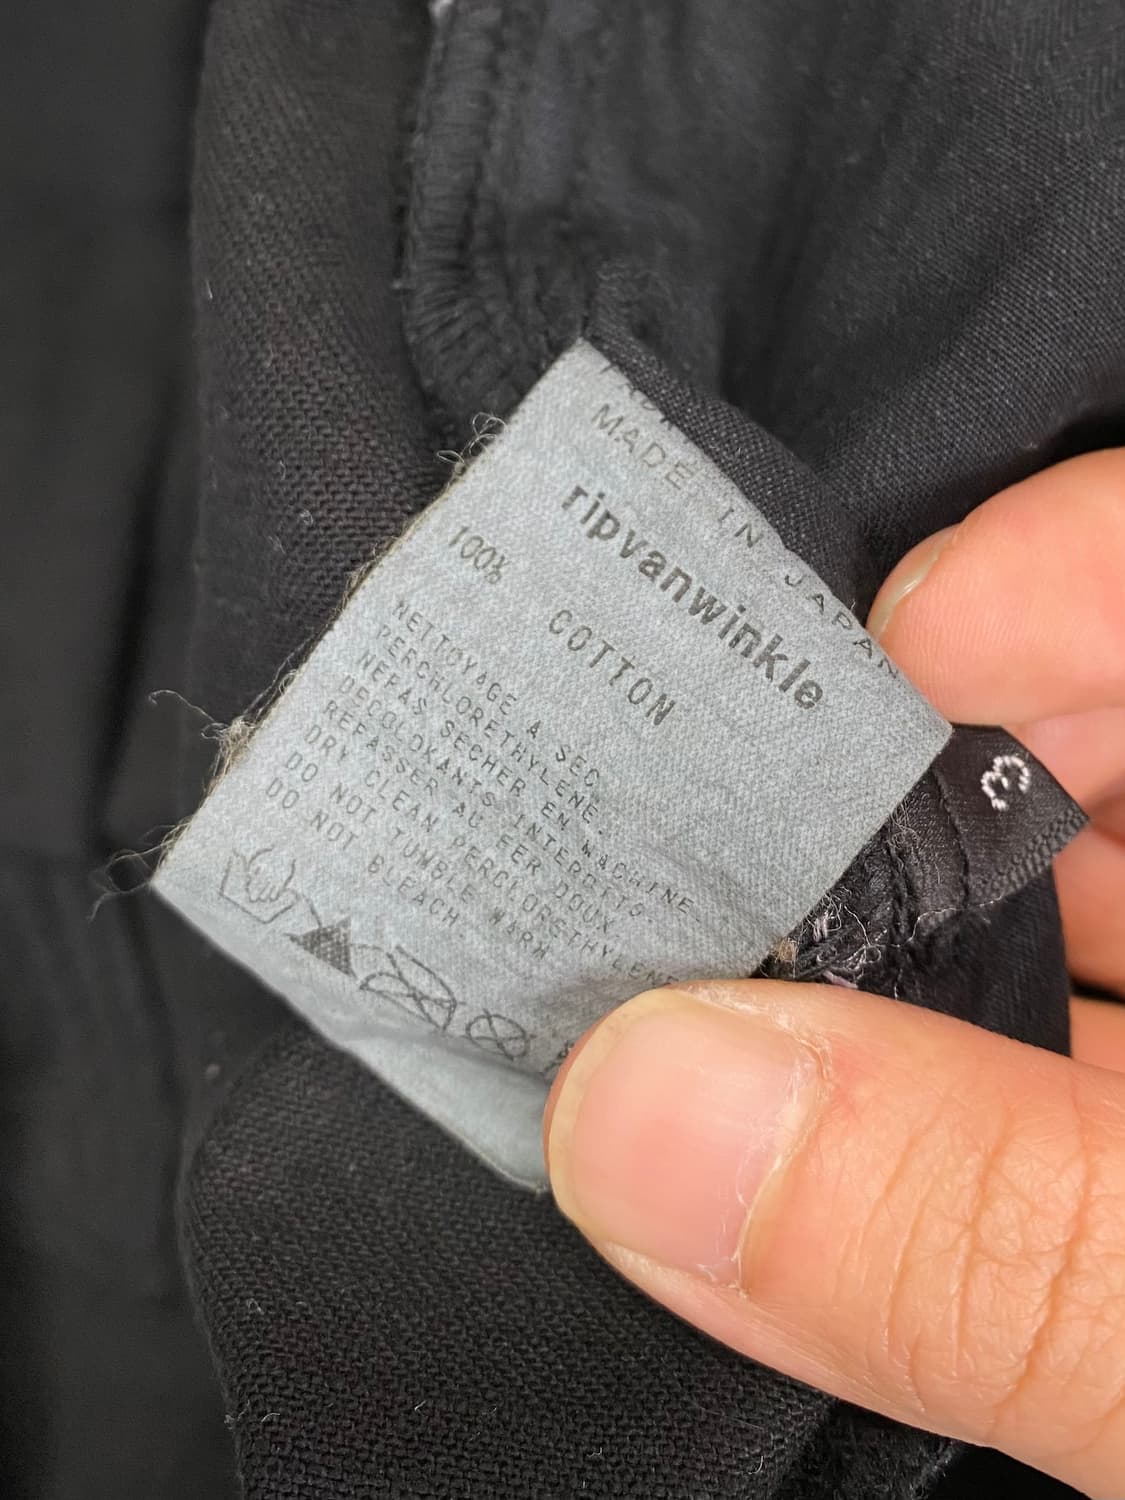 MADE IN JAPAN
ripvanwinkle
100% COTTON
NETTOYAGE A SEC
PERCHLORETHYLENE.
NEPAS SECHER EN MACHINE.
DECOLOKANTS INTERDITS.
REPASSER AU EER DOUX.
DRY CLEAN PERCLORETHYLENE
DO NOT TUMBLE WARM
DO NOT BLEACH.
3